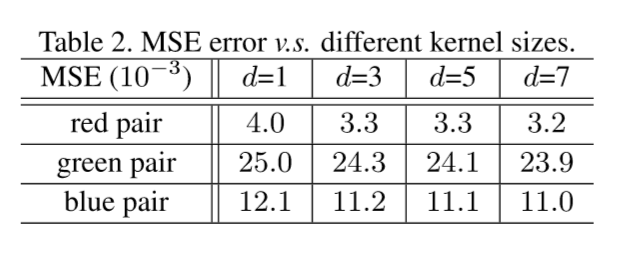 Table 2. MSE error v.s. different kernel sizes.
MSE (10⁻³) d=1 d=3 d=5 d=7
red pair 4.0 3.3 3.3 3.2
green pair 25.0 24.3 24.1 23.9
blue pair 12.1 11.2 11.1 11.0